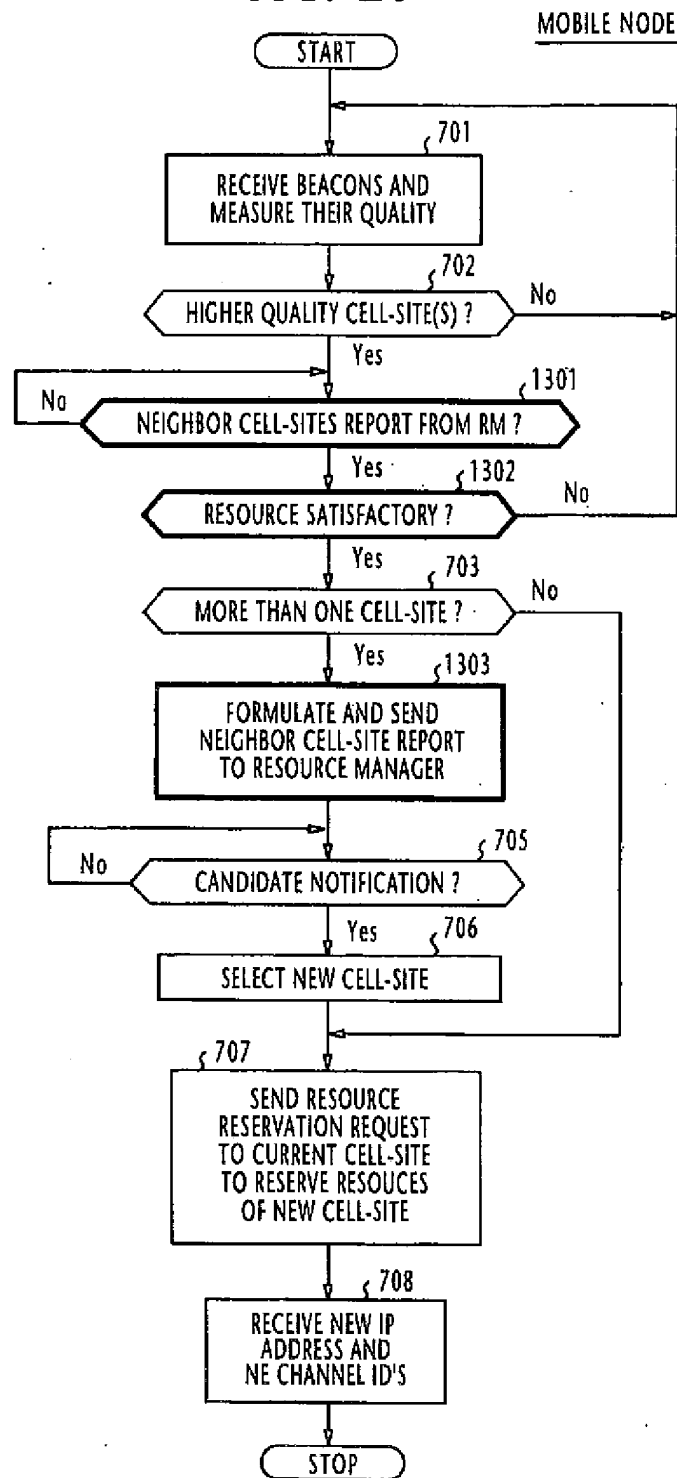 MOBILE NODE
START
701
RECEIVE BEACONS AND
MEASURE THEIR QUALITY
702
HIGHER QUALITY CELL-SITE(S) ?
No
Yes
1301
No
NEIGHBOR CELL-SITES REPORT FROM RM ?
Yes
1302
RESOURCE SATISFACTORY ?
No
Yes
703
MORE THAN ONE CELL-SITE ?
No
Yes
1303
FORMULATE AND SEND
NEIGHBOR CELL-SITE REPORT
TO RESOURCE MANAGER
705
No
CANDIDATE NOTIFICATION ?
Yes
706
SELECT NEW CELL-SITE
707
SEND RESOURCE
RESERVATION REQUEST
TO CURRENT CELL-SITE
TO RESERVE RESOUCES
OF NEW CELL-SITE
708
RECEIVE NEW IP
ADDRESS AND
NE CHANNEL ID'S
STOP